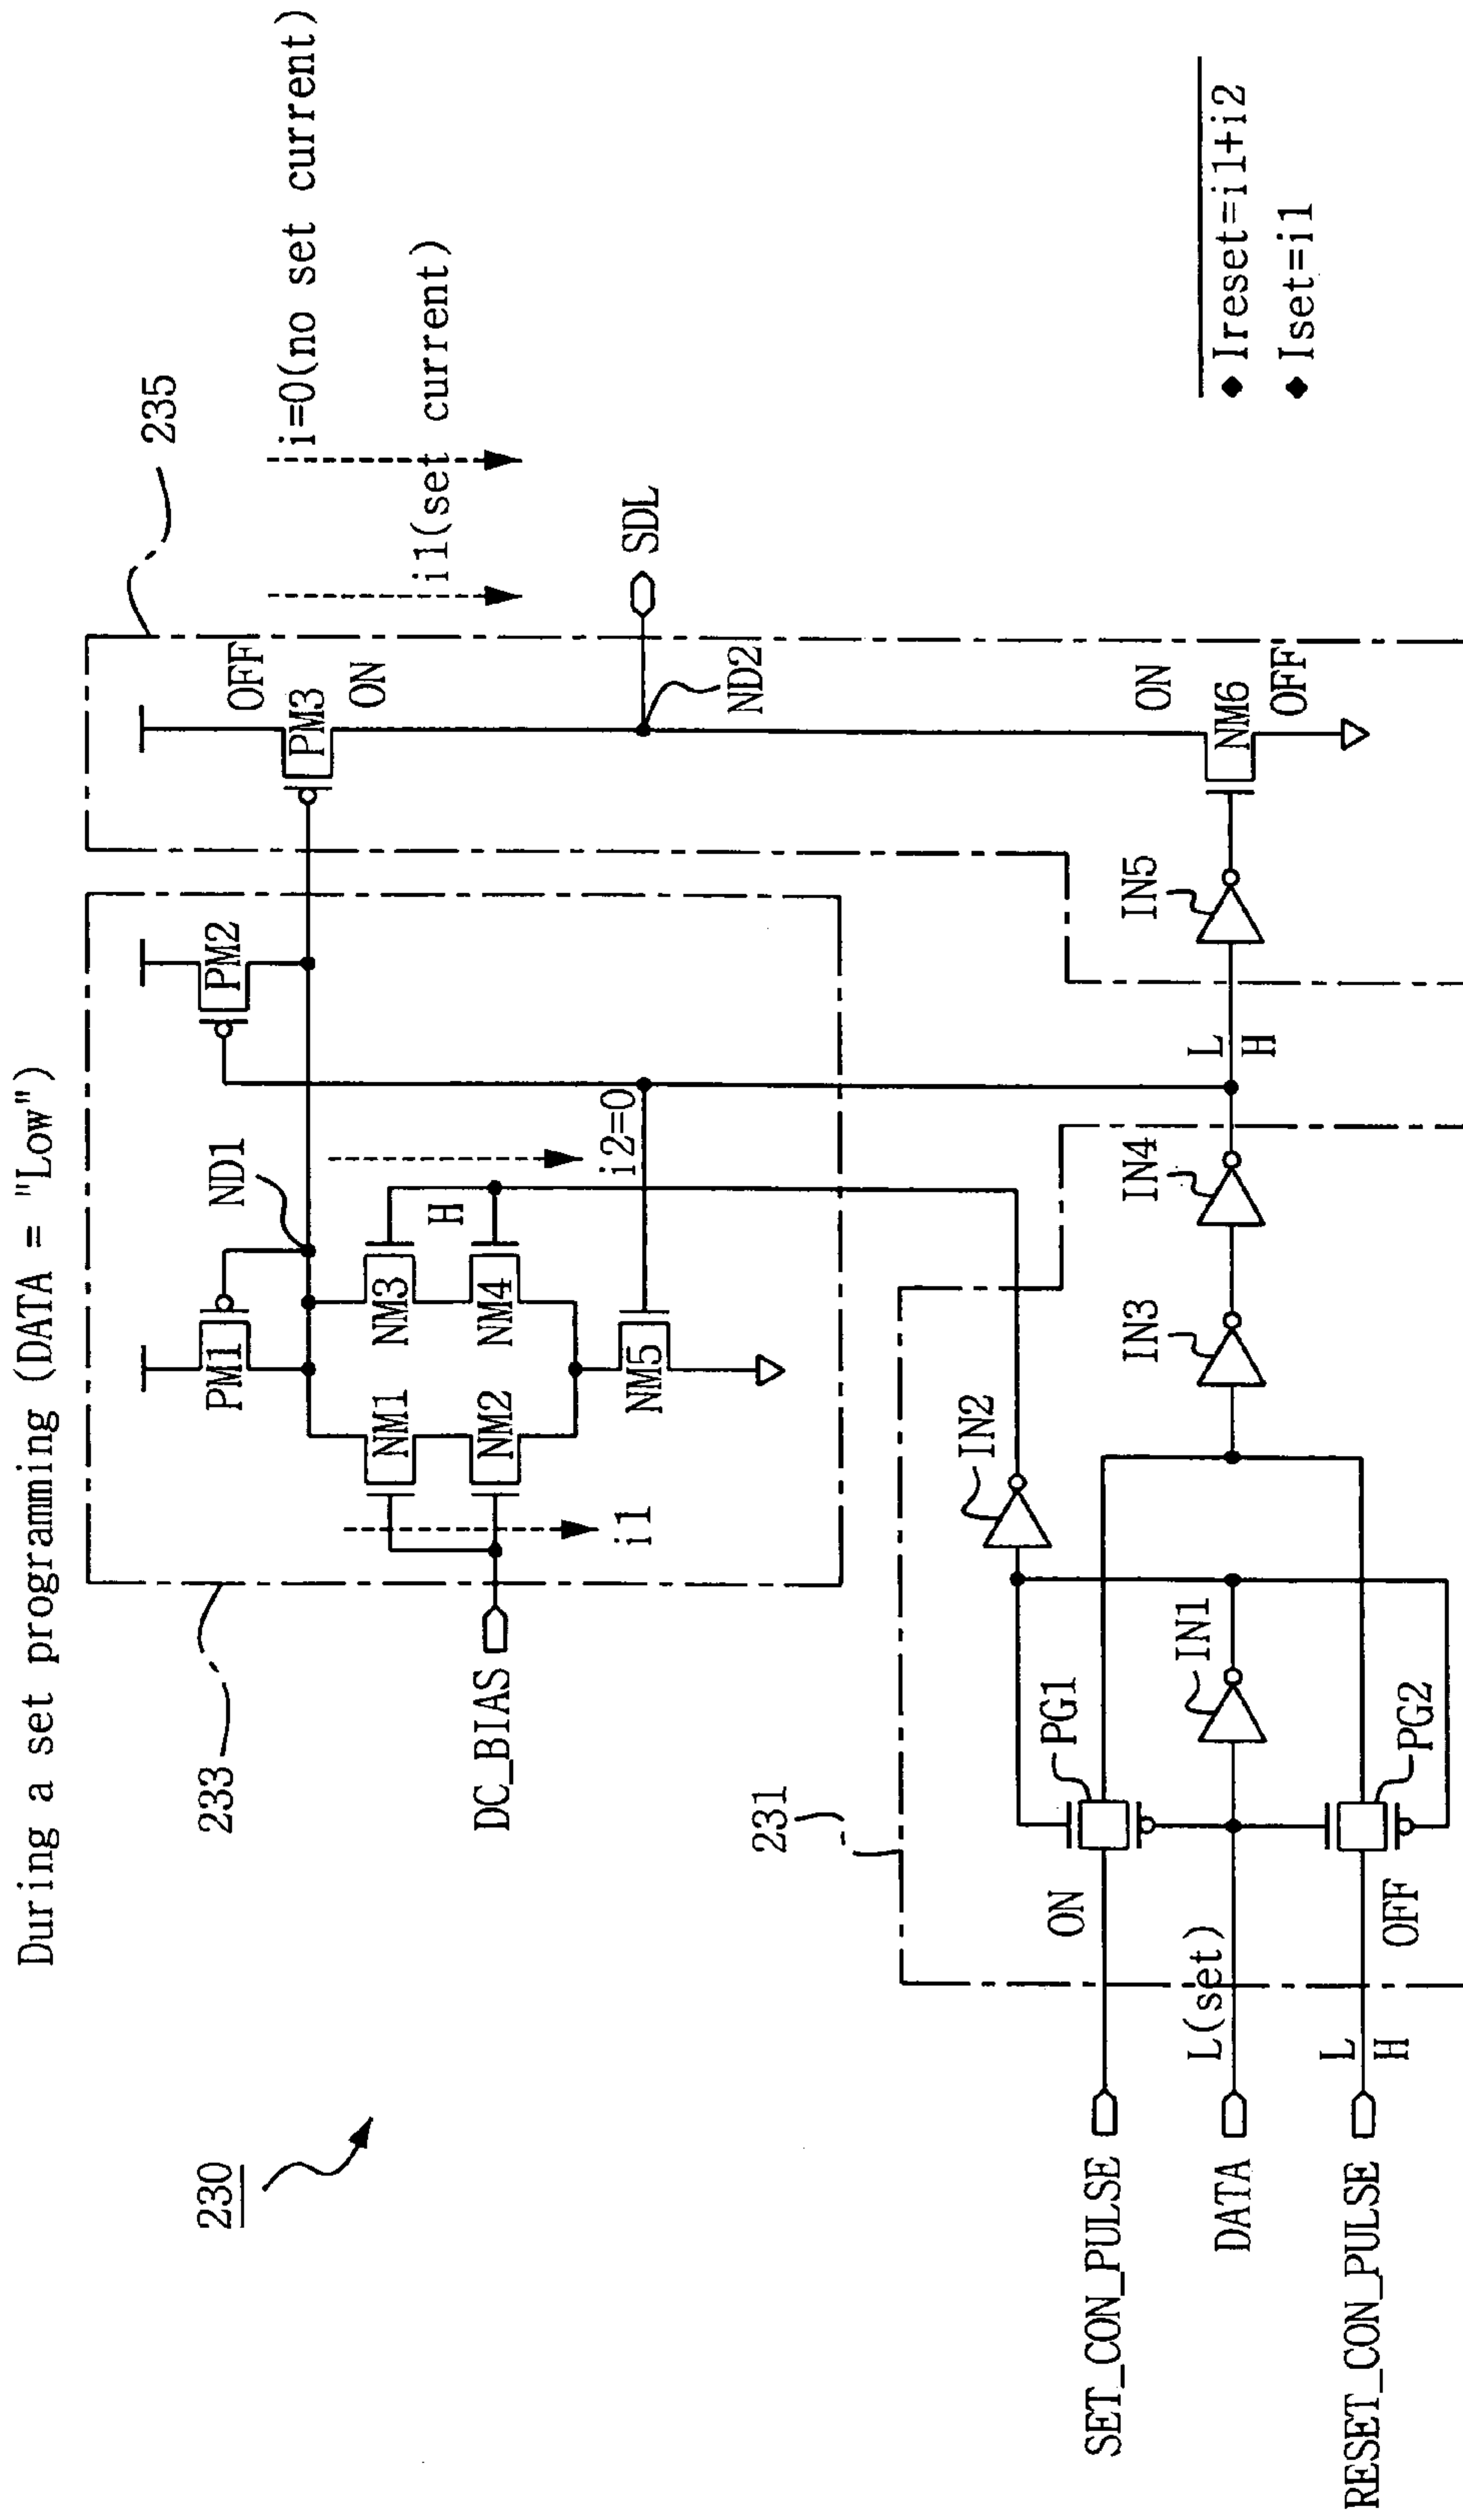 During a set programming (DATA = "Low")
230
233
235
PM1
ND1
PM2
OFF
PM3
ON
i=0(no set current)
i1(set current)
DC_BIAS
NM1
NM2
NM3
NM4
H
i1
i2=0
NM5
SDL
ND2
231
IN2
SET_CON_PULSE
ON
PG1
DATA
L(set)
IN1
RESET_CON_PULSE
L
H
OFF
PG2
IN3
IN4
L
H
IN5
ON
NM6
OFF
◆ Ireset=i1+i2
◆ Iset=i1